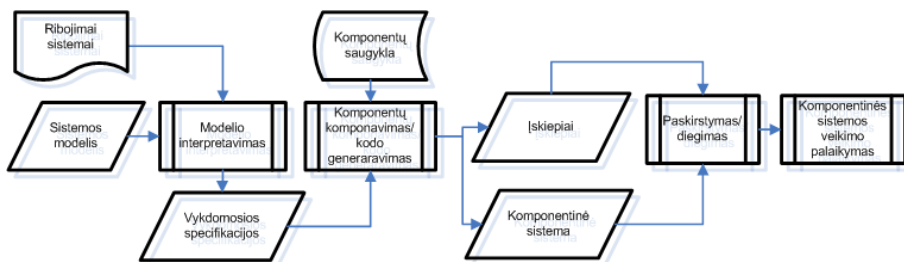 Ribojimai
sistemai
Komponentų
saugykla
Sistemos
modelis
Modelio
interpretavimas
Komponentų
komponavimas/
kodo
generaravimas
Įskiepiai
Paskirstymas/
diegimas
Komponentinės
sistemos
veikimo
palaikymas
Vykdomosios
specifikacijos
Komponentinė
sistema